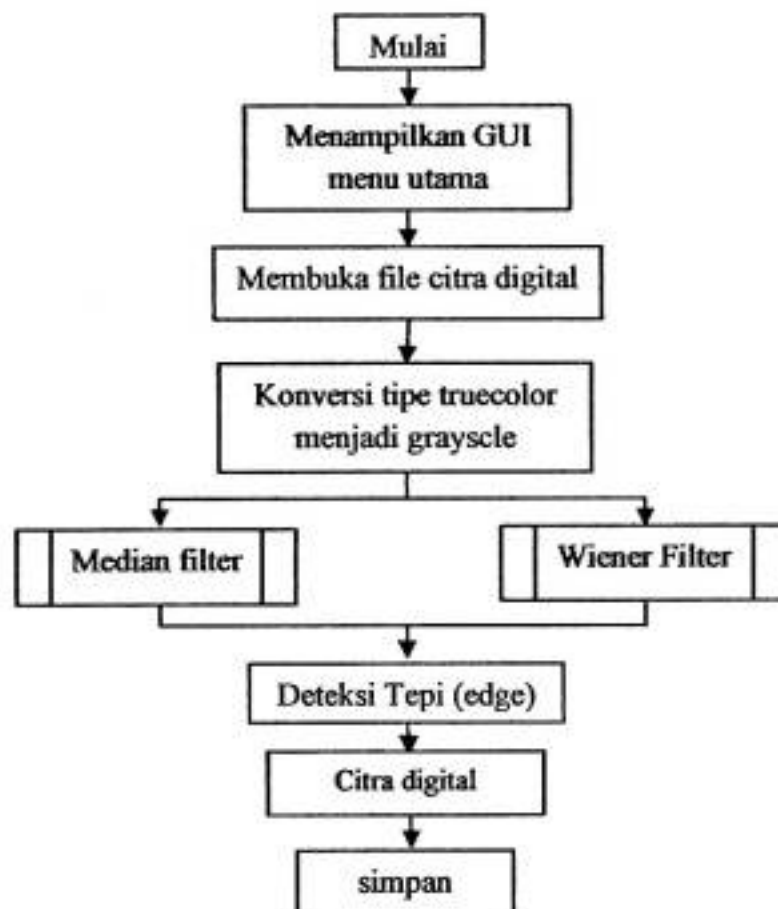 Mulai
Menampilkan GUI
menu utama
Membuka file citra digital
Konversi tipe truecolor
menjadi grayscle
Median filter
Wiener Filter
Deteksi Tepi (edge)
Citra digital
simpan